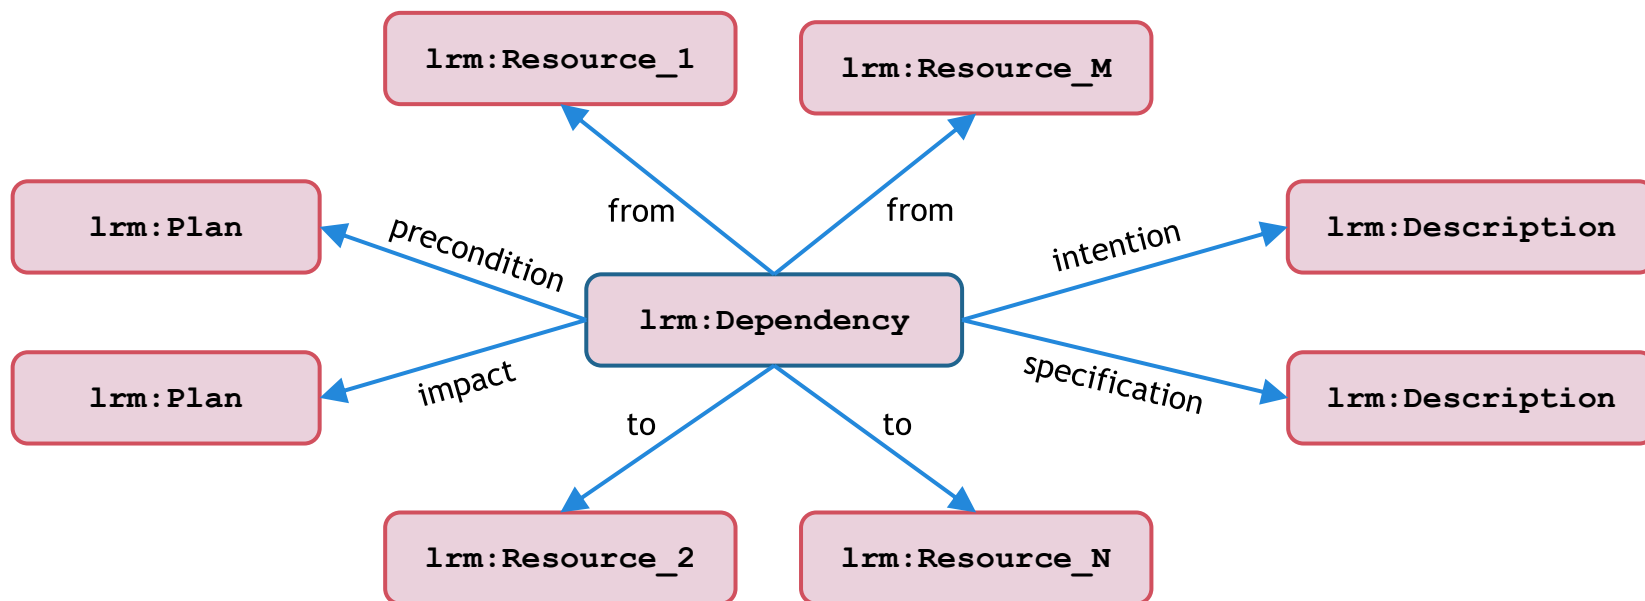 lrm:Resource_1
lrm:Resource_M
from
from
lrm:Plan
precondition
intention
lrm:Description
lrm:Dependency
lrm:Plan
impact
specification
lrm:Description
to
to
lrm:Resource_2
lrm:Resource_N